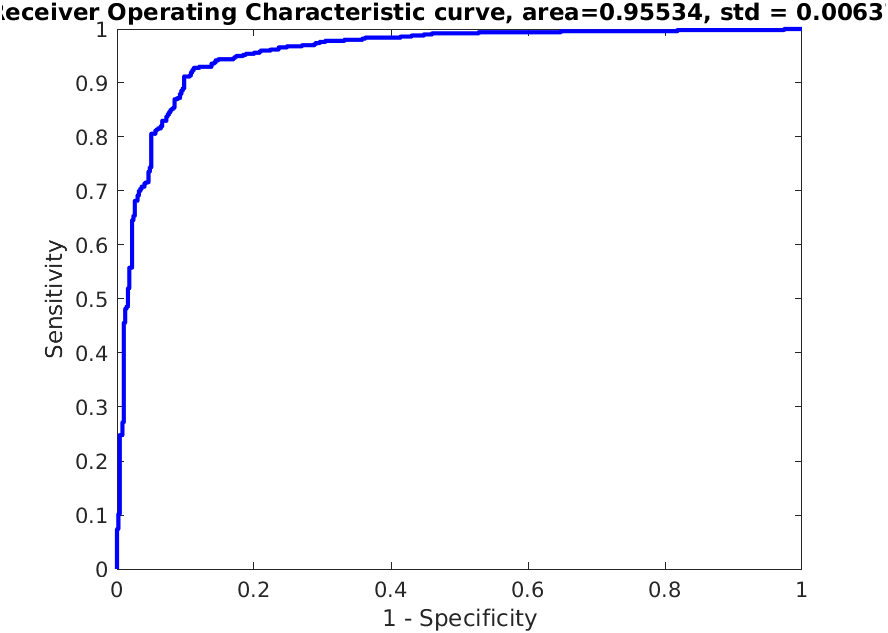 eceiver Operating Characteristic curve, area=0.95534, std = 0.0063
1
0.9
0.8
0.7
0.6
0.5
0.4
0.3
0.2
0.1
0
Sensitivity
0 0.2 0.4 0.6 0.8 1
1 - Specificity